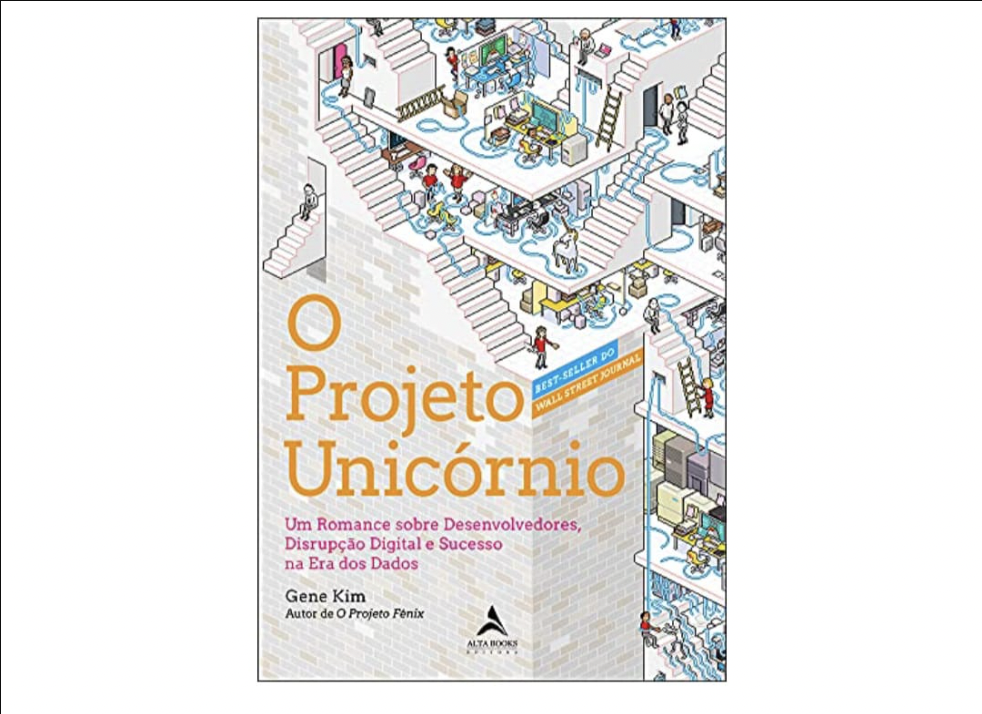 BEST-SELLER DO
WALL STREET JOURNAL
O
Projeto
Unicórnio
Um Romance sobre Desenvolvedores,
Disrupção Digital e Sucesso
na Era dos Dados
Gene Kim
Autor de O Projeto Fênix
ALTA BOOKS
EDITORA